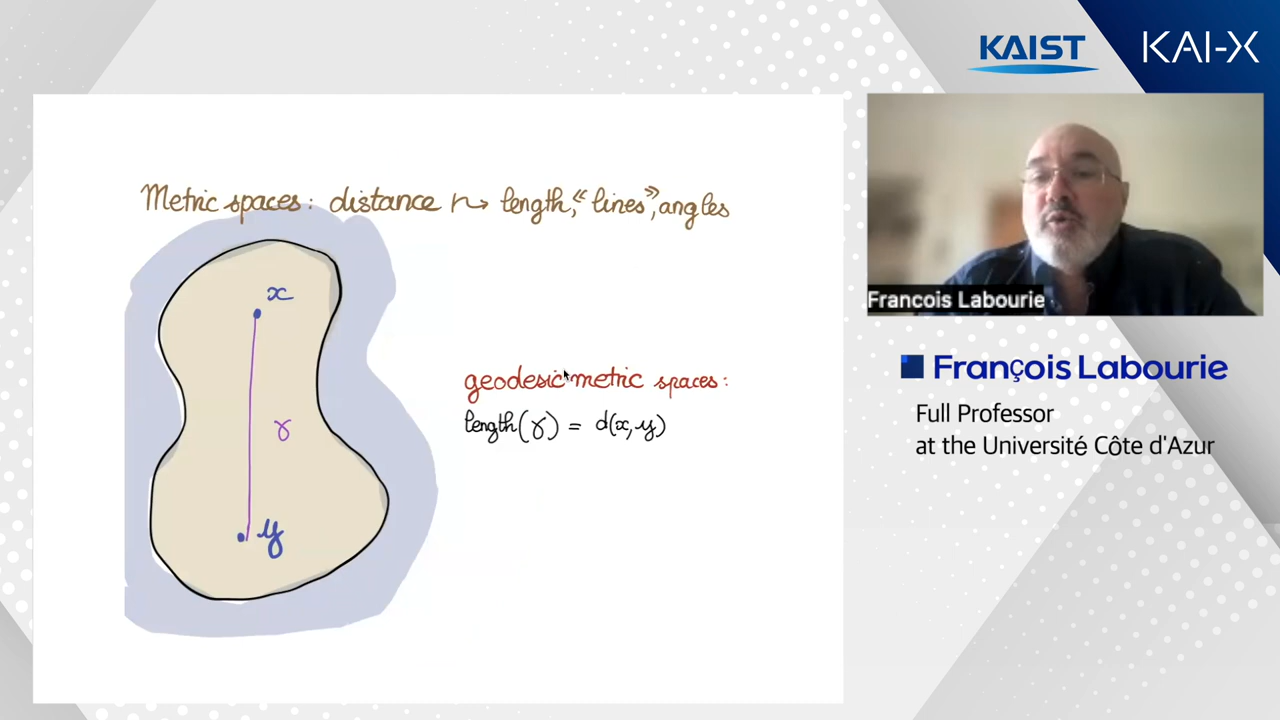 KAIST
KAI-X
Metric spaces: distance ⇝ length, « lines », angles
x
γ
y
geodesic metric spaces:
length(γ) = d(x, y)
Francois Labourie
François Labourie
Full Professor
at the Université Côte d'Azur